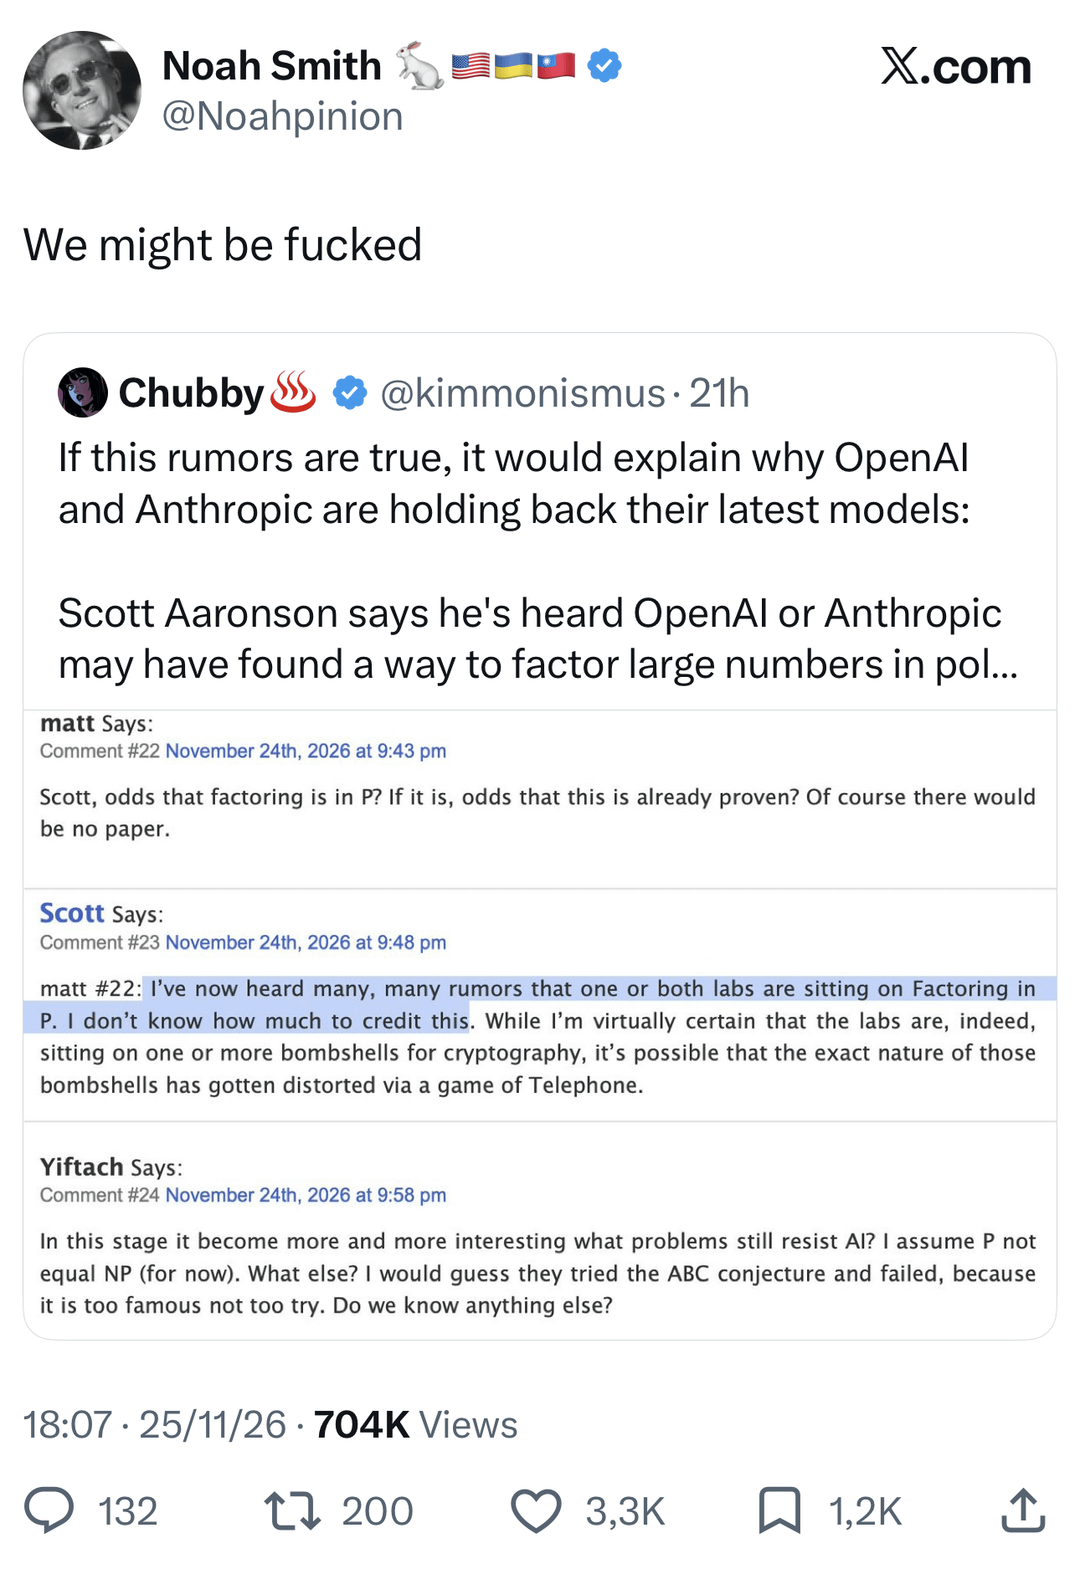 Noah Smith 🐇🇺🇸🇺🇦🇹🇼
X.com
@Noahpinion
We might be fucked
Chubby♨️ @kimmonismus · 21h
If this rumors are true, it would explain why OpenAI
and Anthropic are holding back their latest models:
Scott Aaronson says he's heard OpenAI or Anthropic
may have found a way to factor large numbers in pol...
matt Says:
Comment #22 November 24th, 2026 at 9:43 pm
Scott, odds that factoring is in P? If it is, odds that this is already proven? Of course there would
be no paper.
Scott Says:
Comment #23 November 24th, 2026 at 9:48 pm
matt #22: I've now heard many, many rumors that one or both labs are sitting on Factoring in
P. I don't know how much to credit this. While I'm virtually certain that the labs are, indeed,
sitting on one or more bombshells for cryptography, it's possible that the exact nature of those
bombshells has gotten distorted via a game of Telephone.
Yiftach Says:
Comment #24 November 24th, 2026 at 9:58 pm
In this stage it become more and more interesting what problems still resist AI? I assume P not
equal NP (for now). What else? I would guess they tried the ABC conjecture and failed, because
it is too famous not too try. Do we know anything else?
18:07 · 25/11/26 · 704K Views
132 200 3,3K 1,2K